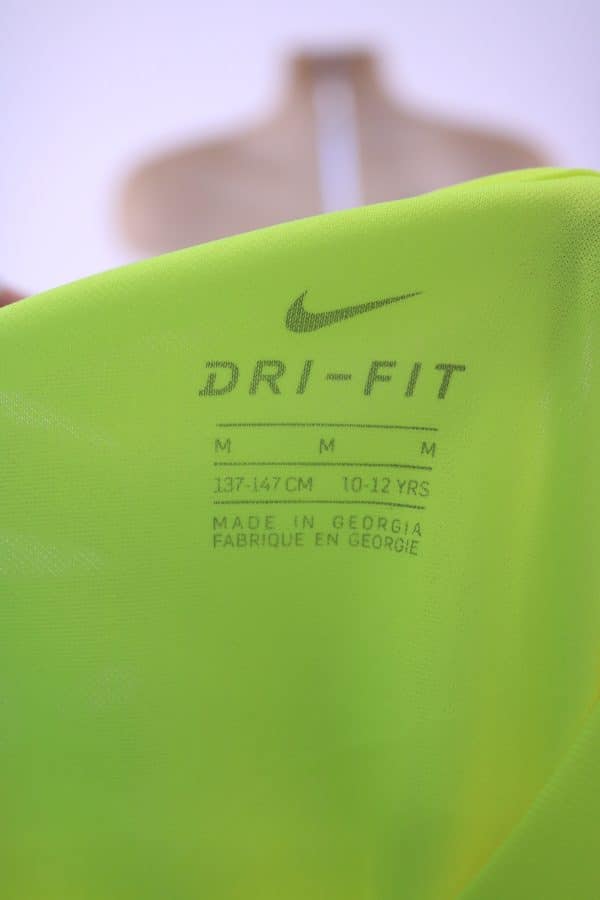 DRI-FIT
M M M
137-147 CM 10-12 YRS
MADE IN GEORGIA
FABRIQUE EN GEORGIE